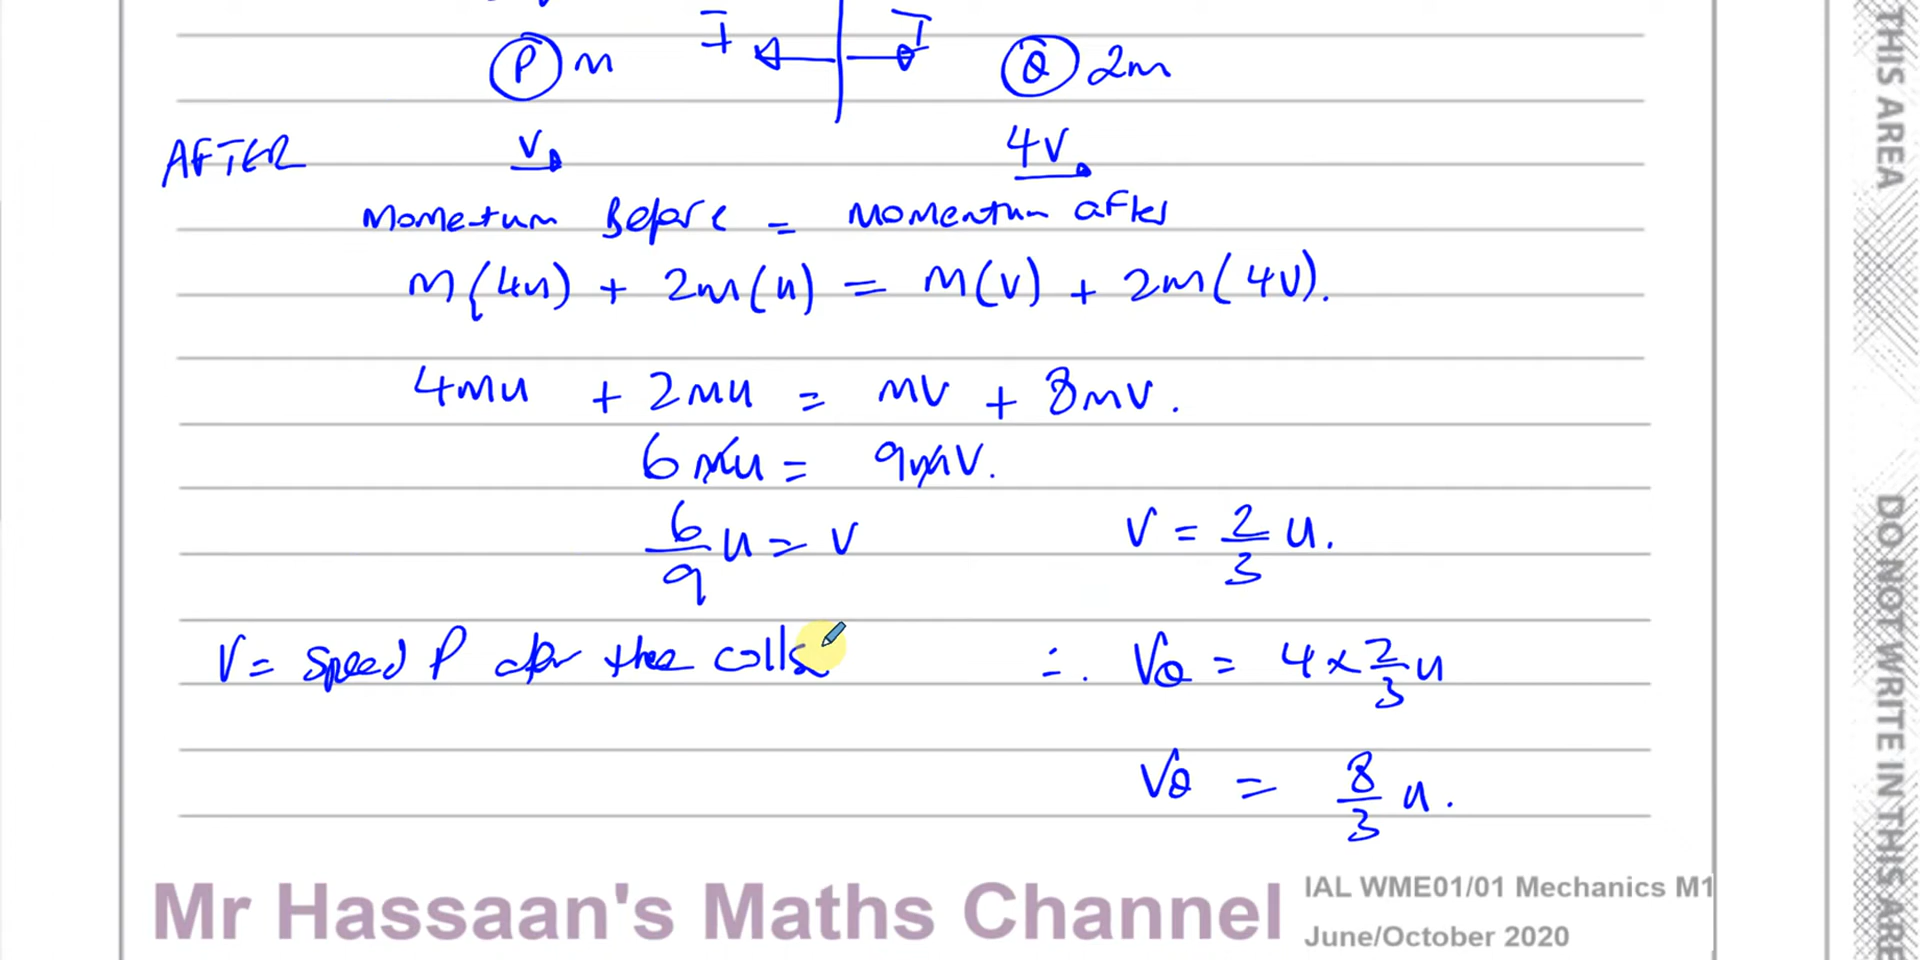 I I
P m Q 2m
AFTER V 4V
Momentum Before = Momentum after
m(4u) + 2m(u) = m(v) + 2m(4v).
4mu + 2mu = mv + 8mv.
6mu = 9mv.
6/9 u = v V = 2/3 u.
V = speed P after the colls ∴ VQ = 4 × 2/3 u
VQ = 8/3 u.
Mr Hassaan's Maths Channel
IAL WME01/01 Mechanics M1
June/October 2020
THIS AREA
DO NOT WRITE IN THIS ARE